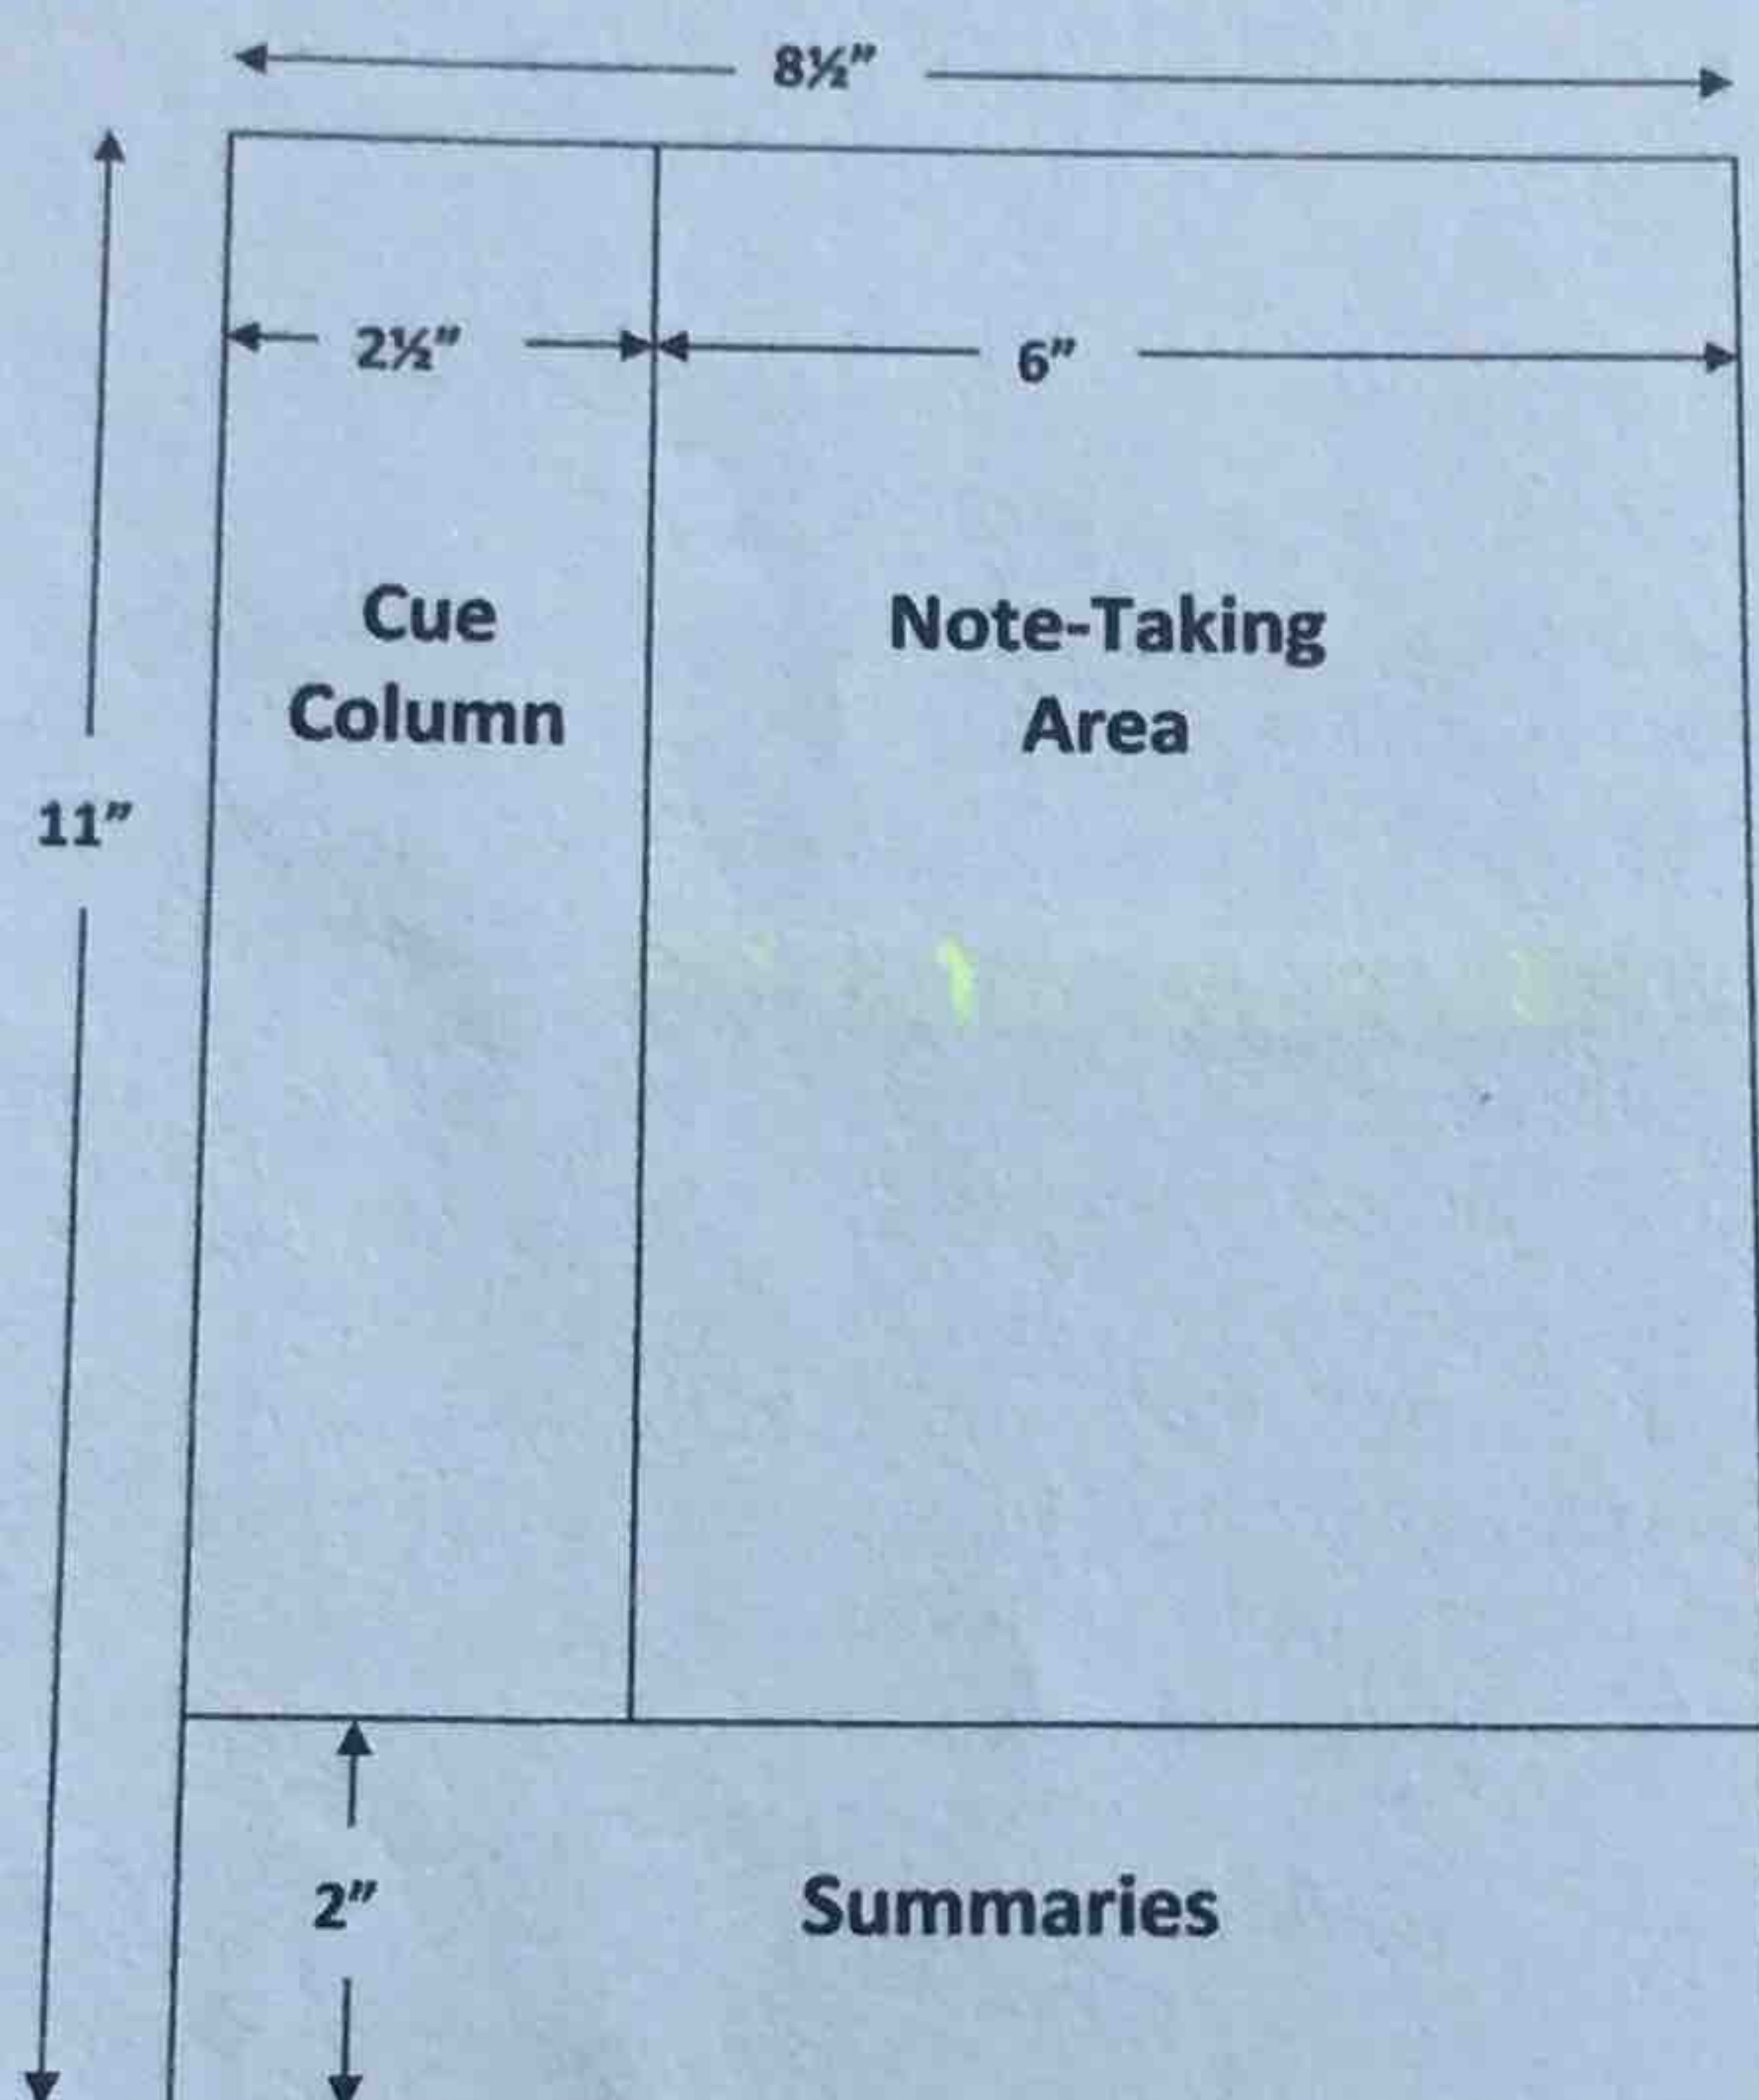 8½”
2½”
6”
Cue
Column
Note-Taking
Area
11”
2”
Summaries